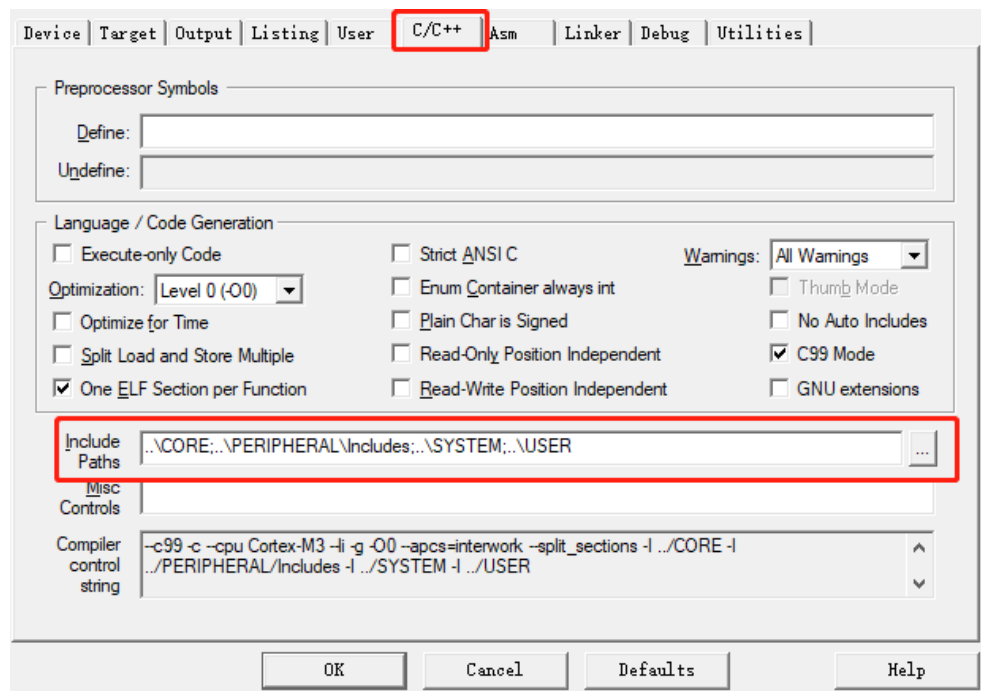 Device Target Output Listing User C/C++ Asm Linker Debug Utilities
Preprocessor Symbols
Define:
Undefine:
Language / Code Generation
Execute-only Code Strict ANSI C Warnings: All Warnings
Optimization: Level 0 (-O0) Enum Container always int Thumb Mode
Optimize for Time Plain Char is Signed No Auto Includes
Split Load and Store Multiple Read-Only Position Independent C99 Mode
One ELF Section per Function Read-Write Position Independent GNU extensions
Include
Paths
..\CORE;..\PERIPHERAL\Includes;..\SYSTEM;..\USER
...
Misc
Controls
Compiler
control
string
--c99 -c --cpu Cortex-M3 --li -g -O0 --apcs=interwork --split_sections -I ../CORE -I
../PERIPHERAL/Includes -I ../SYSTEM -I ../USER
OK Cancel Defaults Help